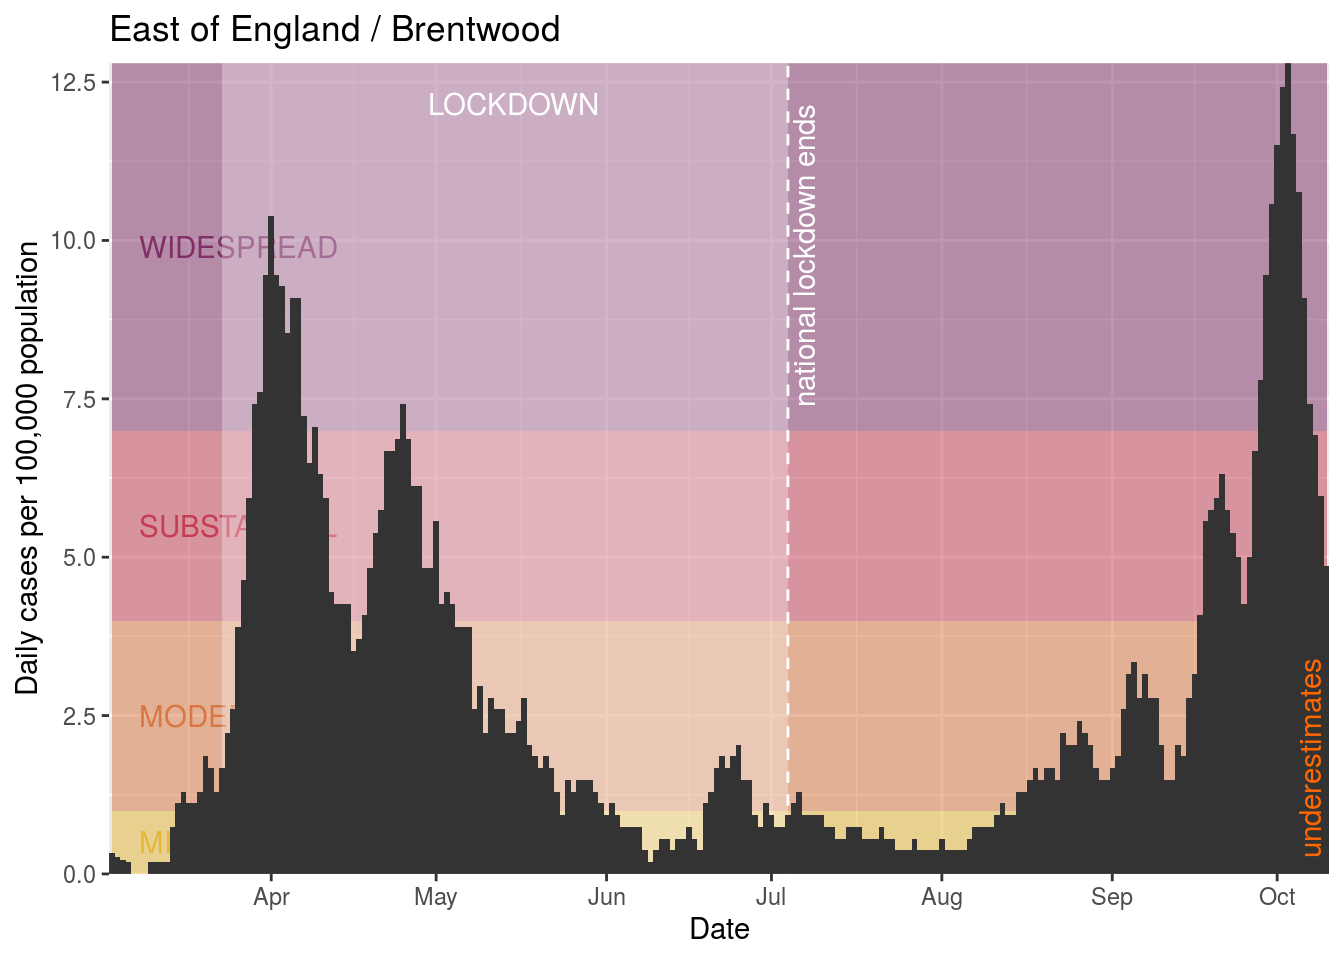 East of England / Brentwood
Daily cases per 100,000 population
12.5
10.0
7.5
5.0
2.5
0.0
LOCKDOWN
national lockdown ends
WIDESPREAD
underestimates
Apr
May
Jun
Jul
Aug
Sep
Oct
Date